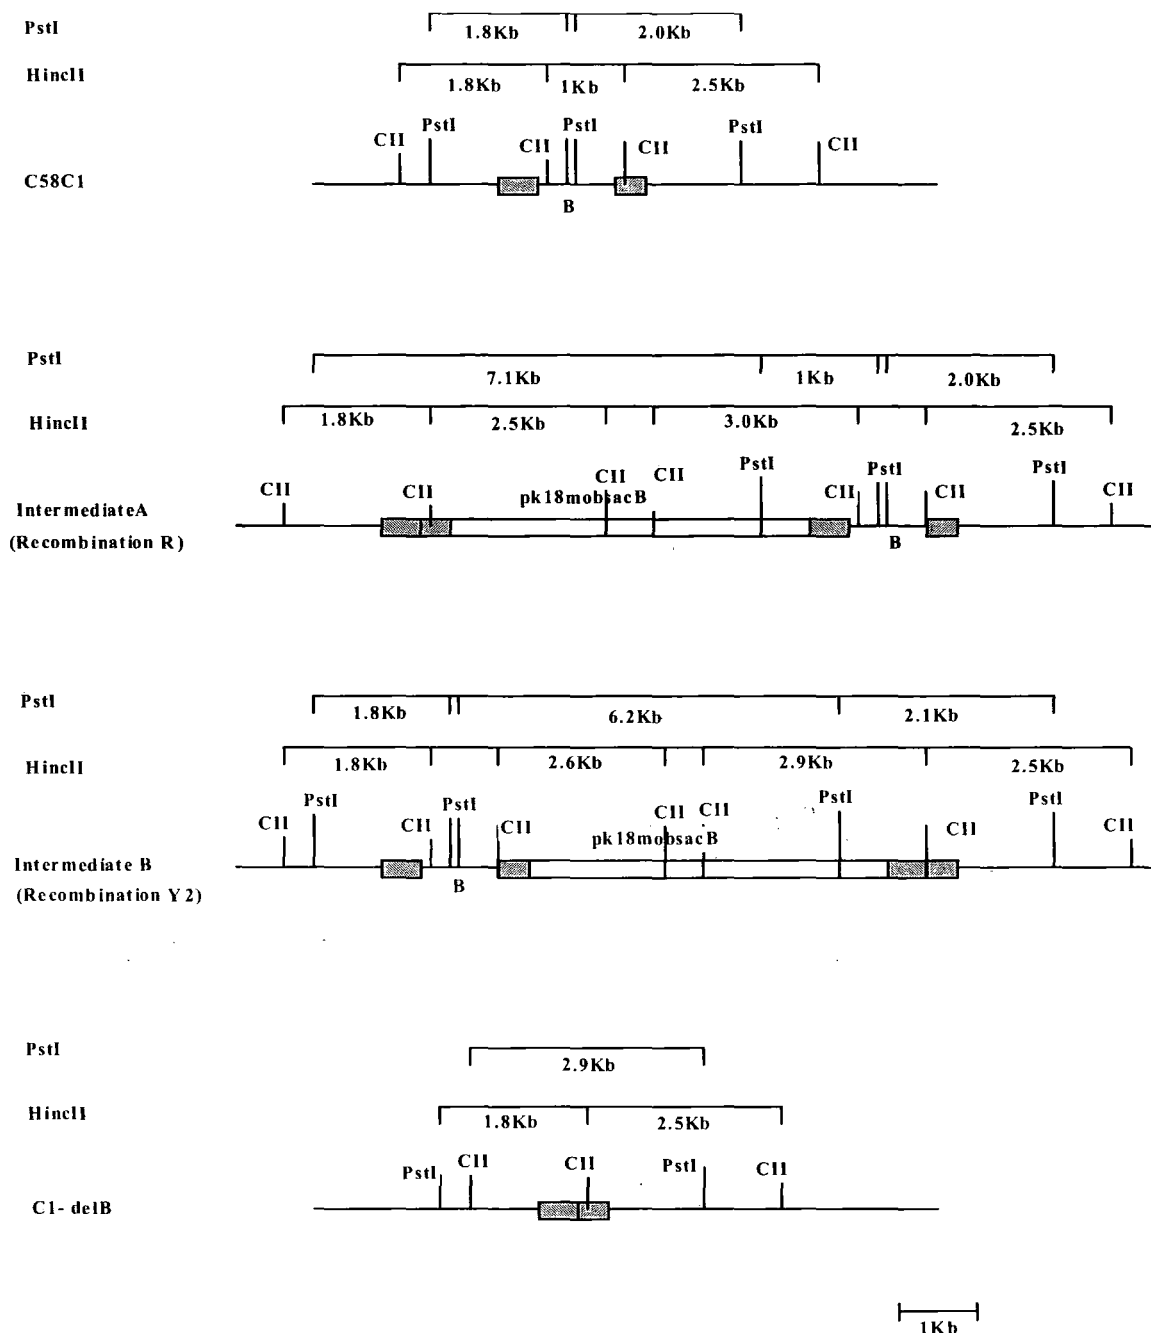 PstI 1.8Kb 2.0Kb
HincII 1.8Kb 1Kb 2.5Kb
CII PstI CII PstI CII PstI CII
C58C1
B
PstI 7.1Kb 1Kb 2.0Kb
HincII 1.8Kb 2.5Kb 3.0Kb 2.5Kb
CII CII CII CII PstI PstI CII PstI CII
pk18mobsacB
IntermediateA
(Recombination R)
B
PstI 1.8Kb 6.2Kb 2.1Kb
HincII 1.8Kb 2.6Kb 2.9Kb 2.5Kb
CII PstI CII PstI CII CII CII PstI CII PstI CII
pk18mobsacB
Intermediate B
(Recombination Y2)
B
PstI 2.9Kb
HincII 1.8Kb 2.5Kb
PstI CII CII PstI CII
C1- delB
1Kb